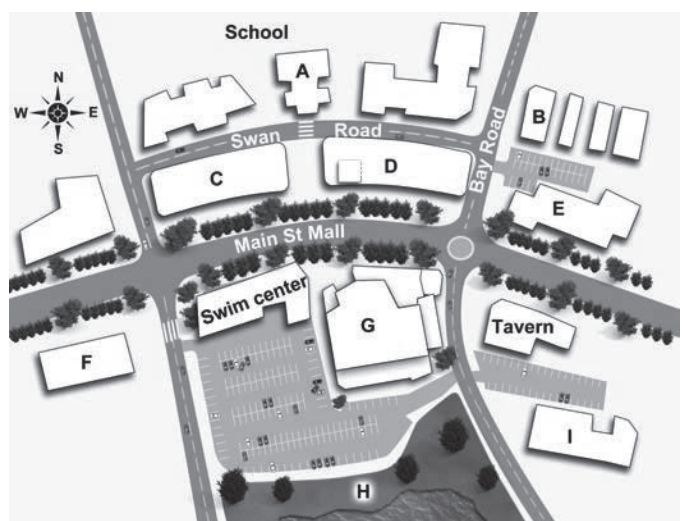 School
A
N
W E
S
B
Swan Road
Bay Road
C
D
E
Main St Mall
Swim center
G
Tavern
F
I
H